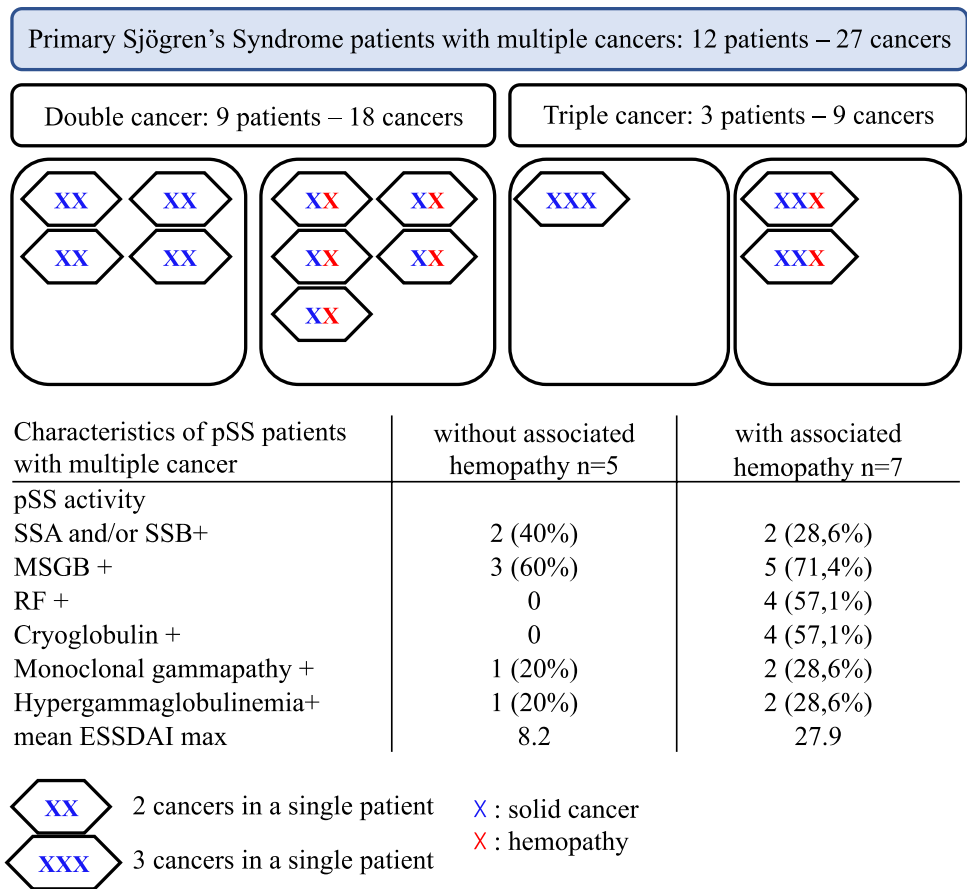 Primary Sjögren’s Syndrome patients with multiple cancers: 12 patients – 27 cancers
Double cancer: 9 patients – 18 cancers
Triple cancer: 3 patients – 9 cancers
XX XX XX XX XXX XXX
XX XX XX XX XXX
XX
Characteristics of pSS patients with multiple cancer | without associated hemopathy n=5 | with associated hemopathy n=7
pSS activity
SSA and/or SSB+ 2 (40%) 2 (28,6%)
MSGB + 3 (60%) 5 (71,4%)
RF + 0 4 (57,1%)
Cryoglobulin + 0 4 (57,1%)
Monoclonal gammapathy + 1 (20%) 2 (28,6%)
Hypergammaglobulinemia+ 1 (20%) 2 (28,6%)
mean ESSDAI max 8.2 27.9
XX 2 cancers in a single patient
XXX 3 cancers in a single patient
X : solid cancer
X : hemopathy